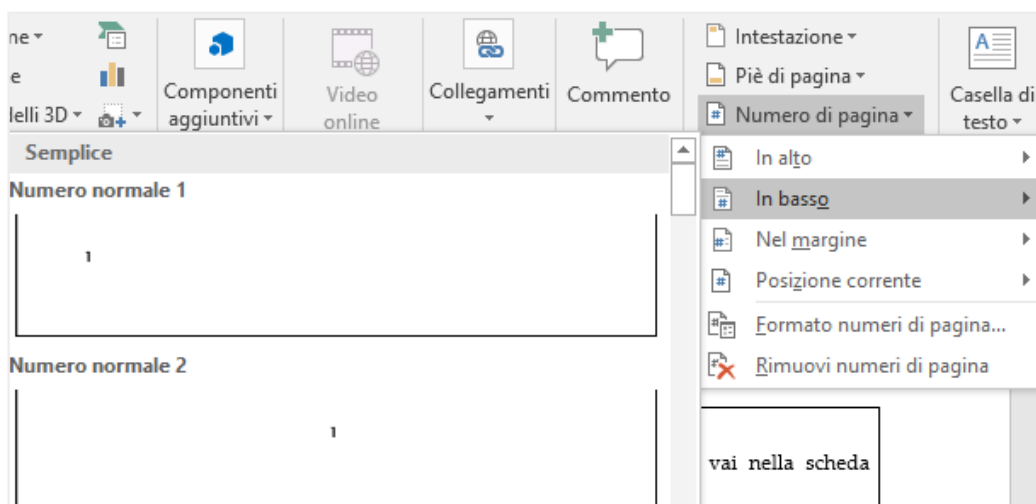 ne
Intestazione
e
Piè di pagina
Componenti
aggiuntivi
Video
online
Collegamenti
Commento
Casella di
testo
lelli 3D
Numero di pagina
Semplice
In alto
Numero normale 1
In basso
1
Nel margine
Posizione corrente
Formato numeri di pagina...
Numero normale 2
Rimuovi numeri di pagina
1
vai nella scheda